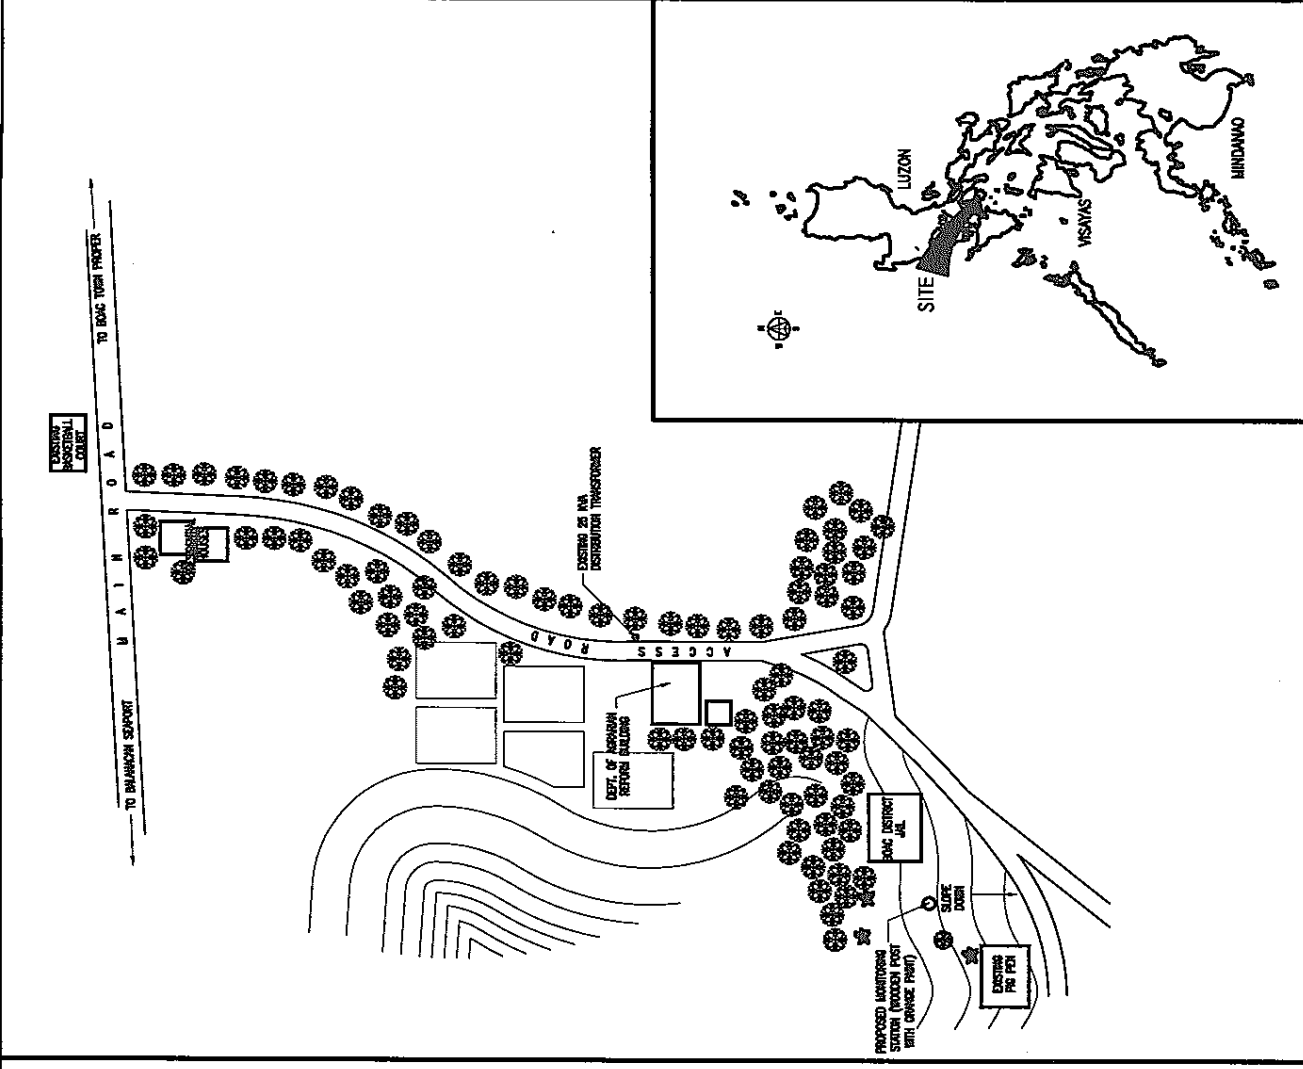 EXISTING
BASKETBALL
COURT
TO BOAC TOWN PROPER
MAIN ROAD
TO BALANACAN SEAPORT
RESIDENTIAL
HOUSES
EXISTING 25 KVA
DISTRIBUTION TRANSFORMER
ACCESS ROAD
DEPT. OF AGRARIAN
REFORM BUILDING
BOAC DISTRICT
JAIL
SLOPE
DOWN
PROPOSED MONITORING
STATION (WOODEN POST
WITH ORANGE PAINT)
EXISTING
PIG PEN
LUZON
VISAYAS
MINDANAO
SITE
N
E
S
W